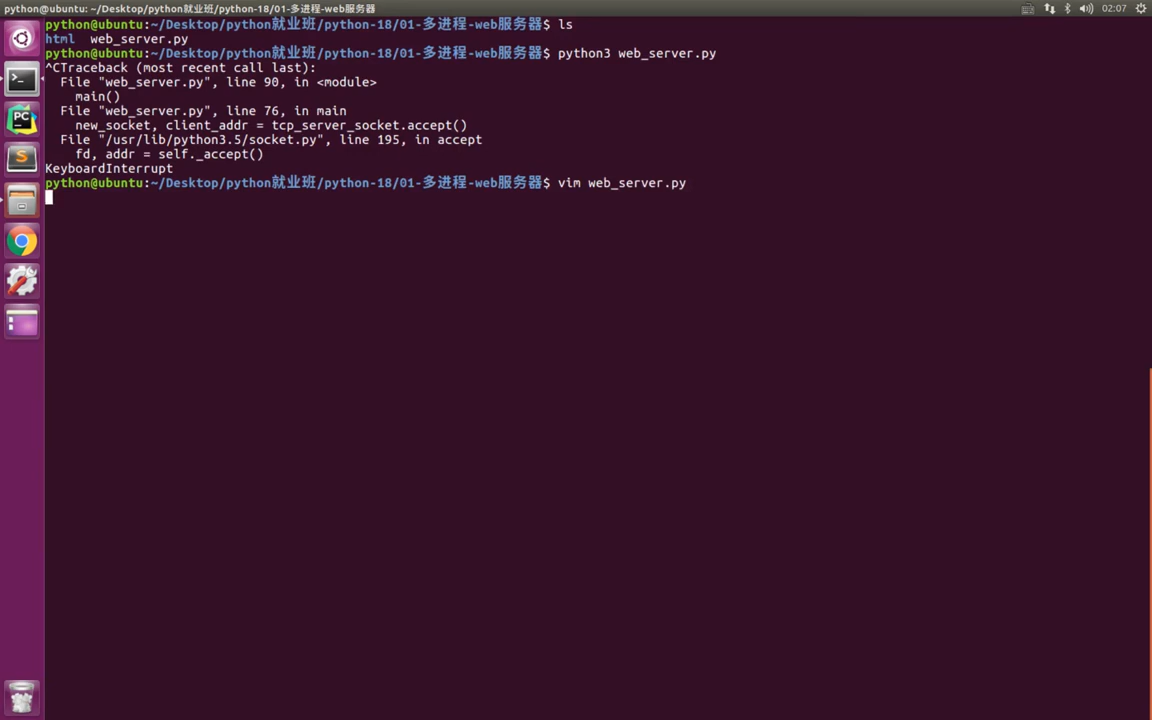 python@ubuntu: ~/Desktop/python就业班/python-18/01-多进程-web服务器 02:07
python@ubuntu:~/Desktop/python就业班/python-18/01-多进程-web服务器$ ls
html  web_server.py
python@ubuntu:~/Desktop/python就业班/python-18/01-多进程-web服务器$ python3 web_server.py
^CTraceback (most recent call last):
  File "web_server.py", line 90, in <module>
    main()
  File "web_server.py", line 76, in main
    new_socket, client_addr = tcp_server_socket.accept()
  File "/usr/lib/python3.5/socket.py", line 195, in accept
    fd, addr = self._accept()
KeyboardInterrupt
python@ubuntu:~/Desktop/python就业班/python-18/01-多进程-web服务器$ vim web_server.py
PC
S